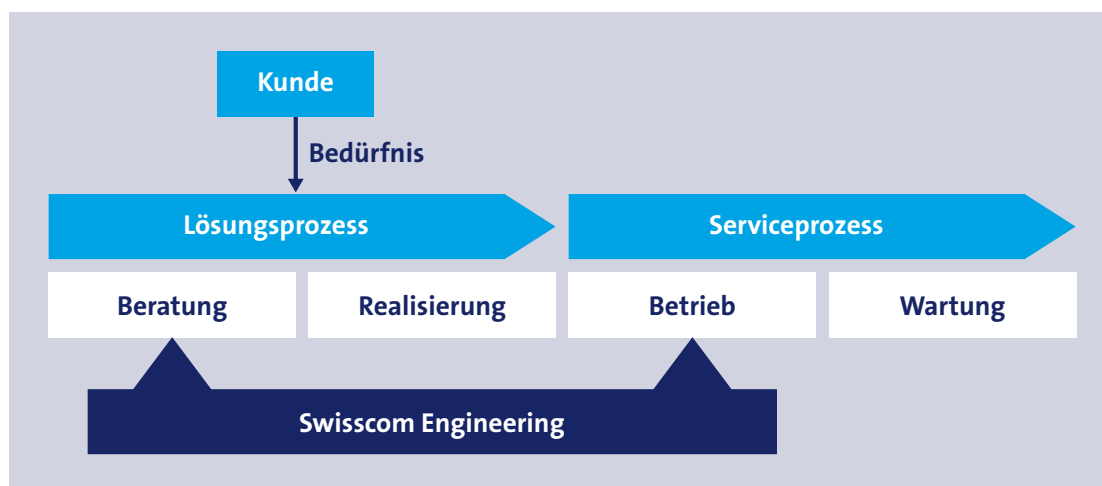 Kunde
Bedürfnis
Lösungsprozess
Serviceprozess
Beratung
Realisierung
Betrieb
Wartung
Swisscom Engineering